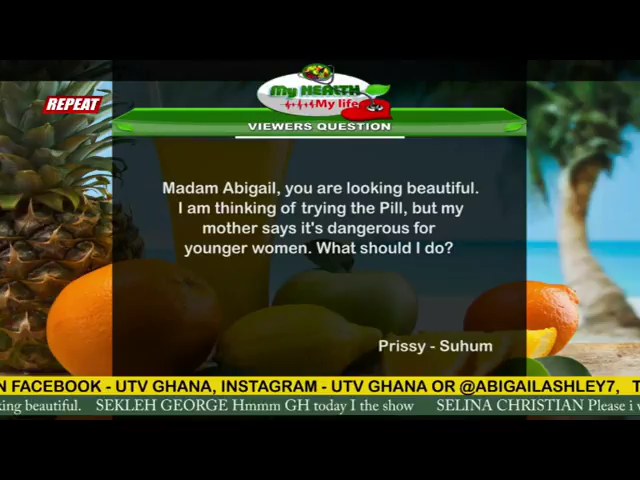 REPEAT
My HEALTH
My life
VIEWERS QUESTION
Madam Abigail, you are looking beautiful.
I am thinking of trying the Pill, but my
mother says it's dangerous for
younger women. What should I do?
Prissy - Suhum
N FACEBOOK - UTV GHANA, INSTAGRAM - UTV GHANA OR @ABIGAILASHLEY7, T
king beautiful. SEKLEH GEORGE Hmmm GH today I the show SELINA CHRISTIAN Please i w